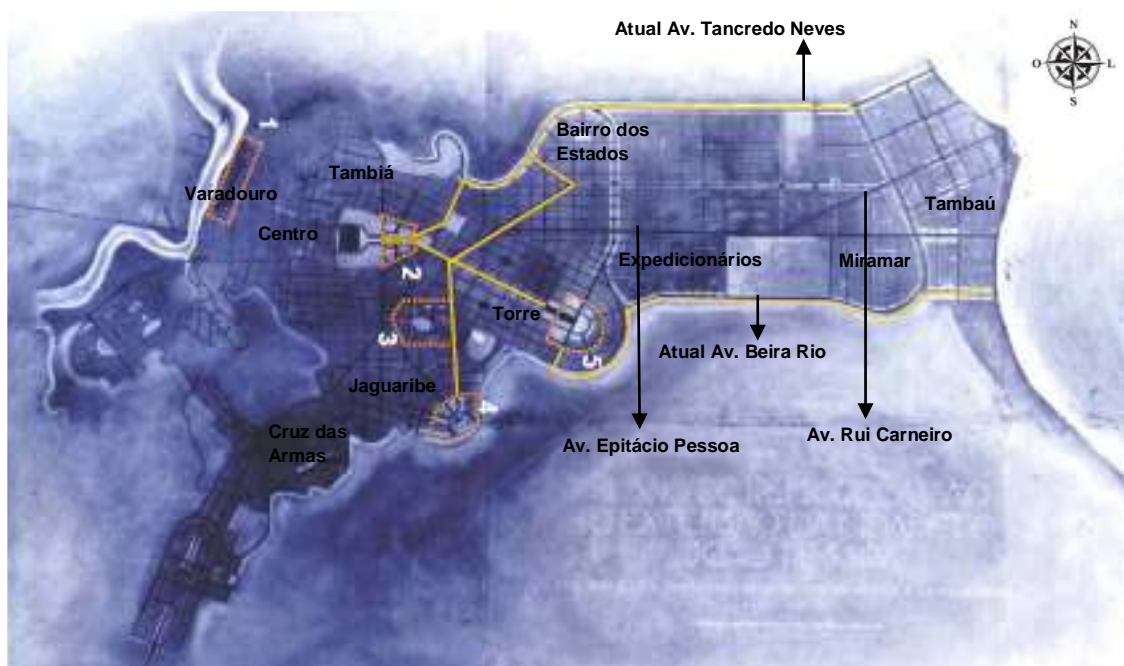 Atual Av. Tancredo Neves
N
O
L
S
1
Bairro dos
Estados
Tambiá
Varadouro
Tambaú
Centro
2
Expedicionários
Miramar
Torre
3
5
Atual Av. Beira Rio
Jaguaribe
4
Cruz das
Armas
Av. Epitácio Pessoa
Av. Rui Carneiro